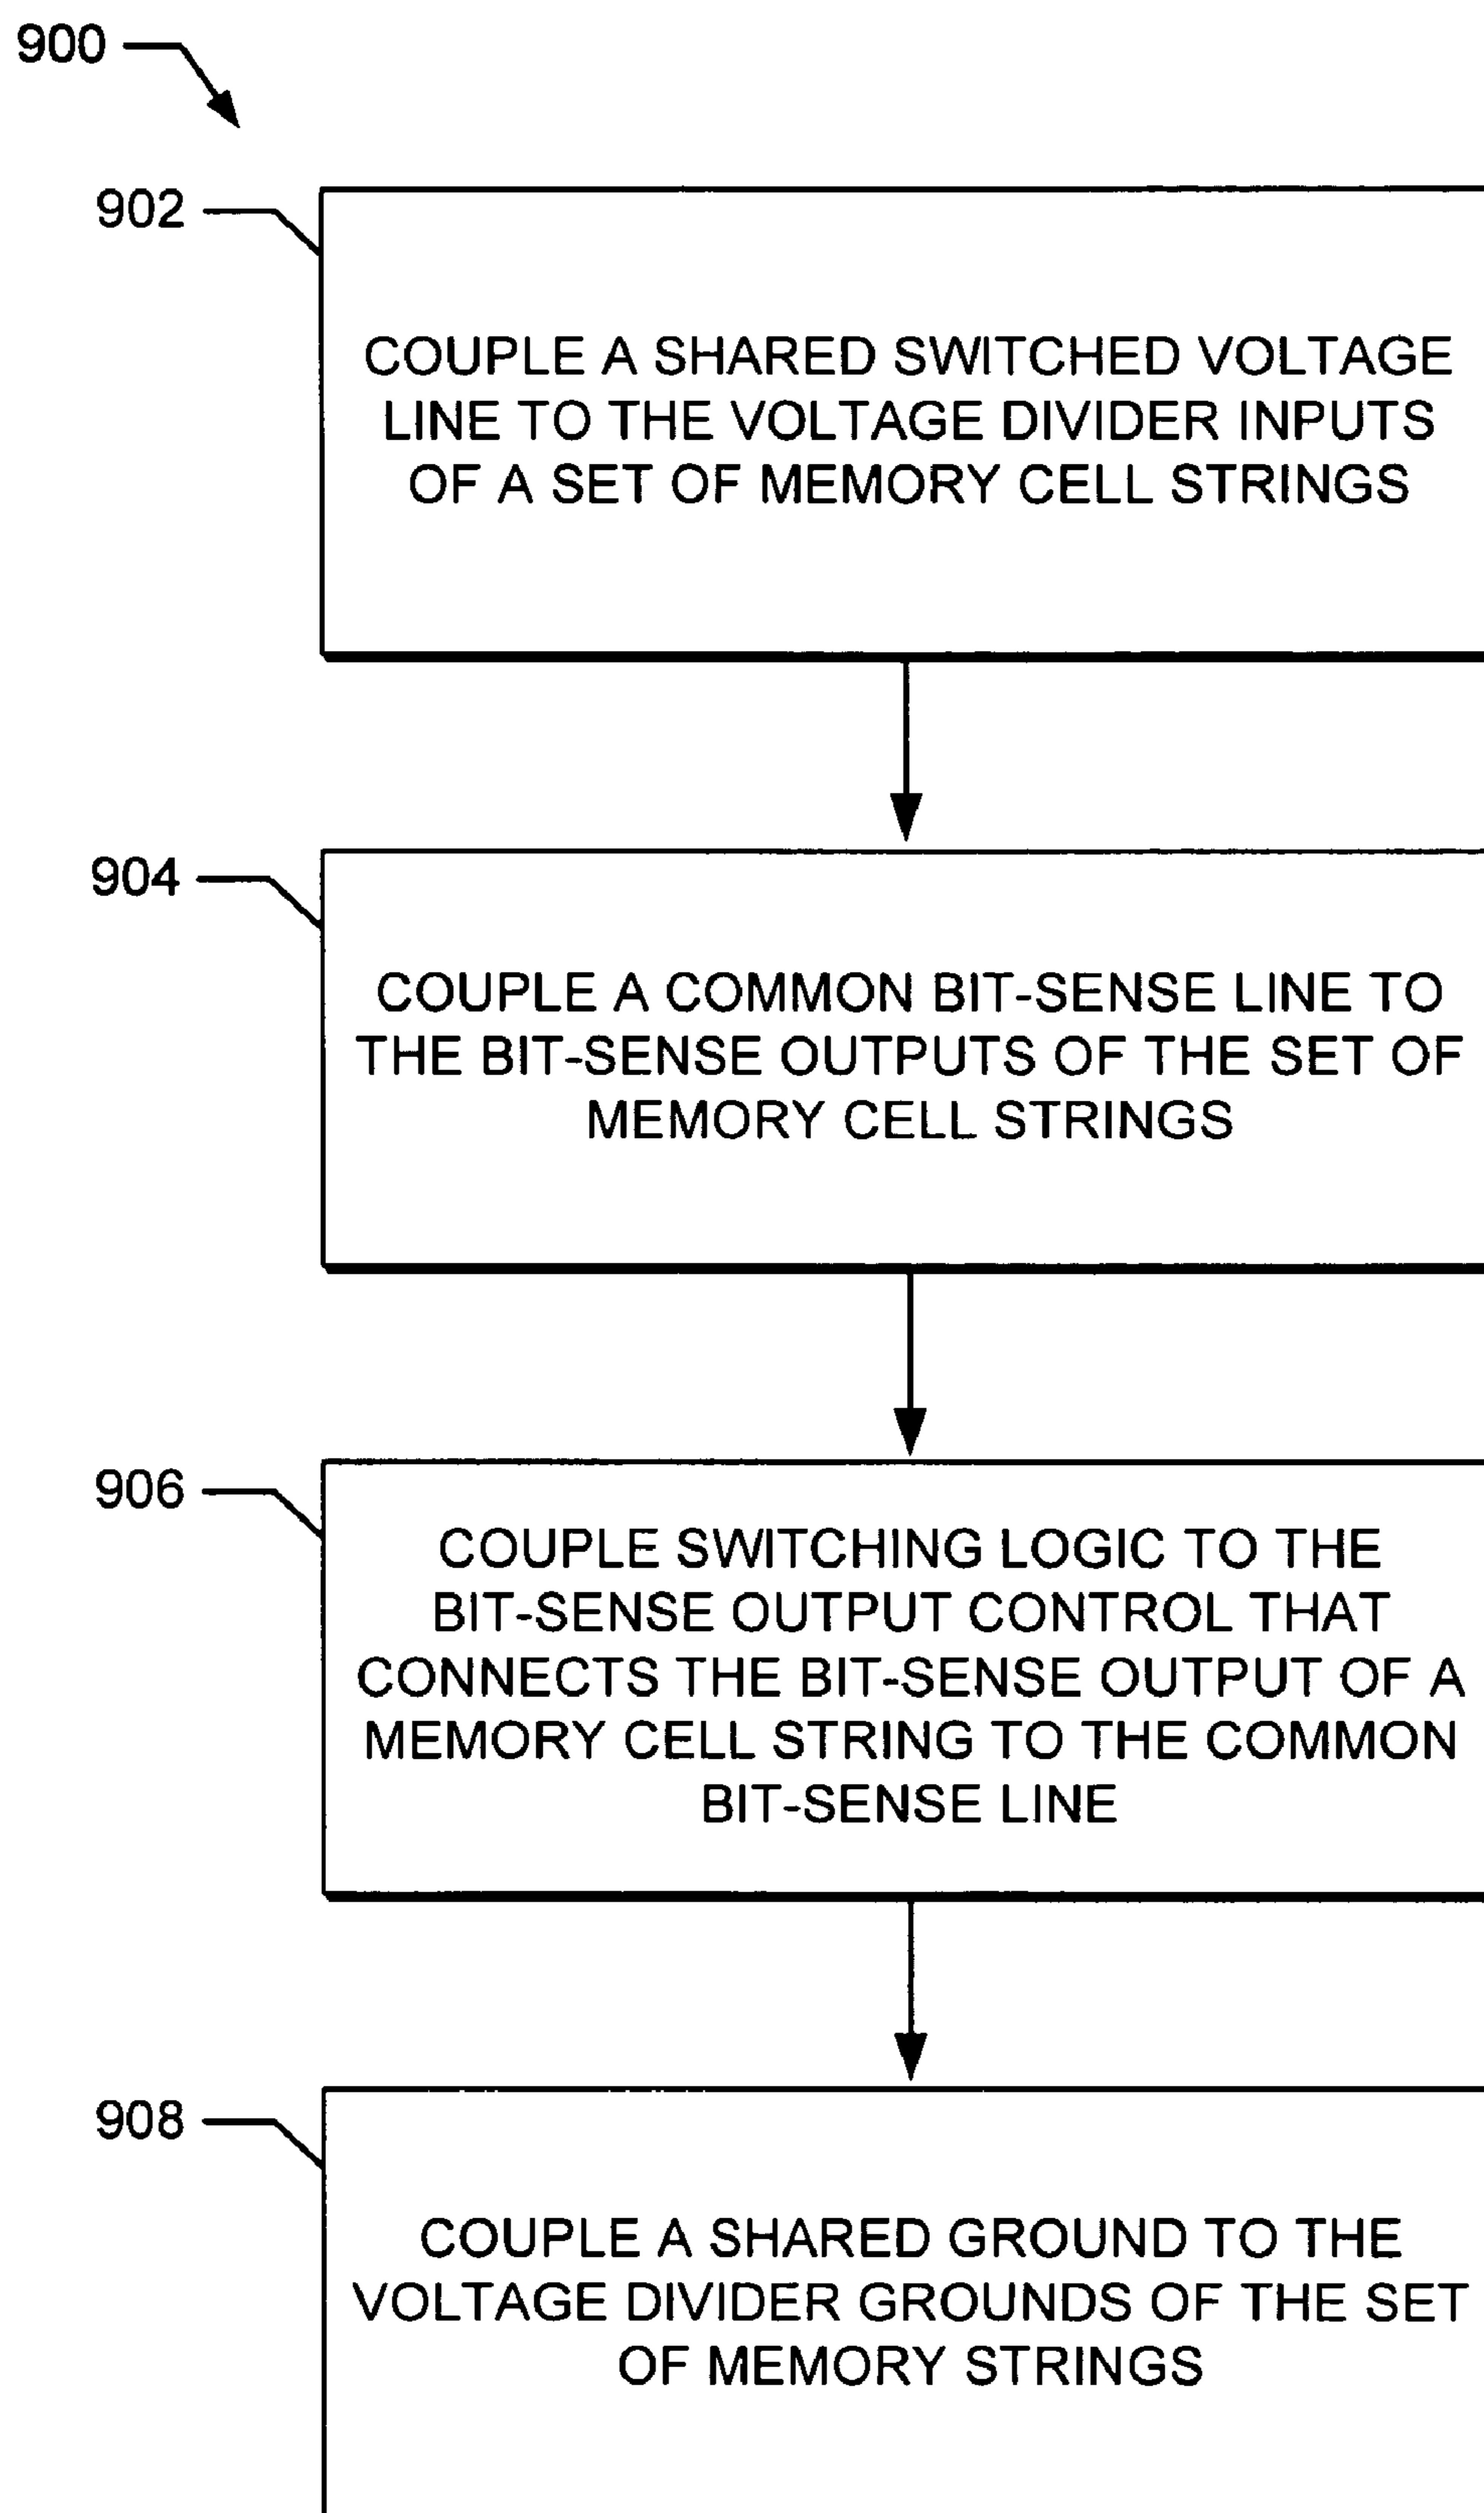 900
902
COUPLE A SHARED SWITCHED VOLTAGE
LINE TO THE VOLTAGE DIVIDER INPUTS
OF A SET OF MEMORY CELL STRINGS
904
COUPLE A COMMON BIT-SENSE LINE TO
THE BIT-SENSE OUTPUTS OF THE SET OF
MEMORY CELL STRINGS
906
COUPLE SWITCHING LOGIC TO THE
BIT-SENSE OUTPUT CONTROL THAT
CONNECTS THE BIT-SENSE OUTPUT OF A
MEMORY CELL STRING TO THE COMMON
BIT-SENSE LINE
908
COUPLE A SHARED GROUND TO THE
VOLTAGE DIVIDER GROUNDS OF THE SET
OF MEMORY STRINGS